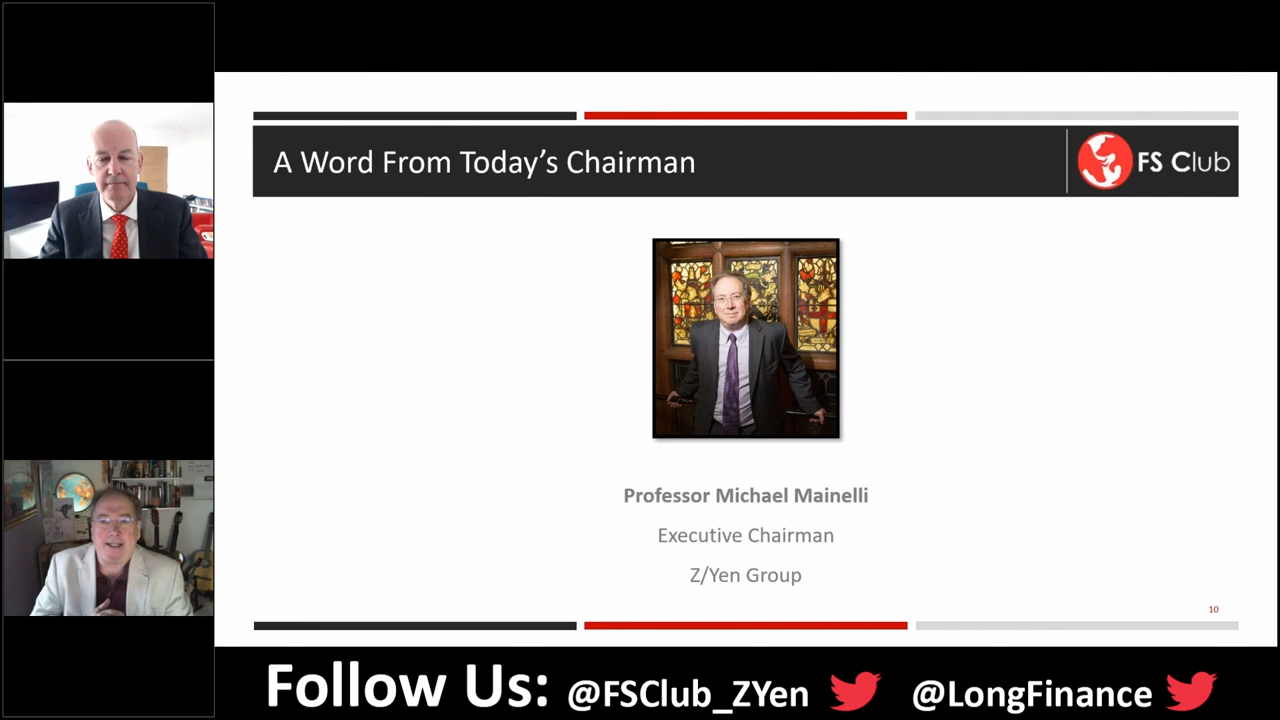 A Word From Today's Chairman
FS Club
Professor Michael Mainelli
Executive Chairman
Z/Yen Group
10
Follow Us: @FSClub_ZYen @LongFinance